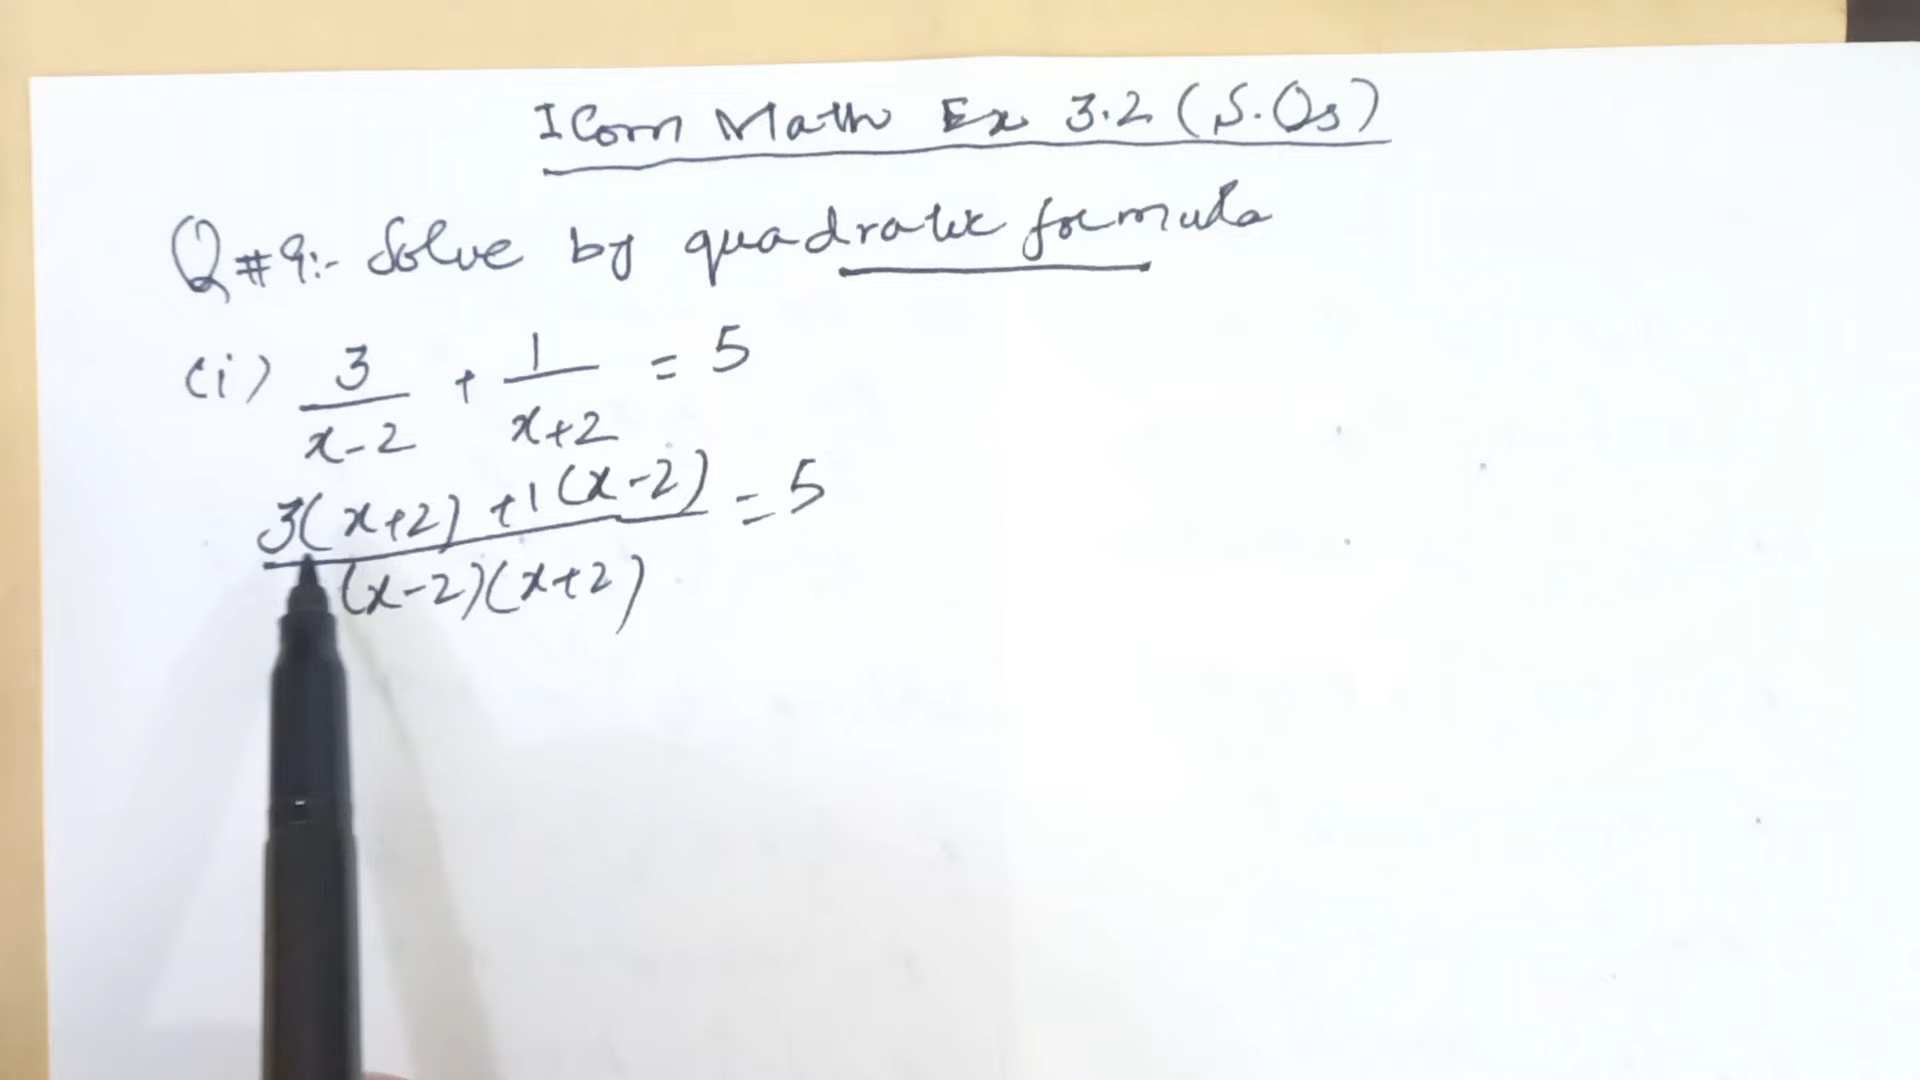 I Com Math Ex 3.2 (S.Qs)
Q#9:- Solve by quadratic formula
(i) 3/(x-2) + 1/(x+2) = 5
(3(x+2) + 1(x-2))/((x-2)(x+2)) = 5